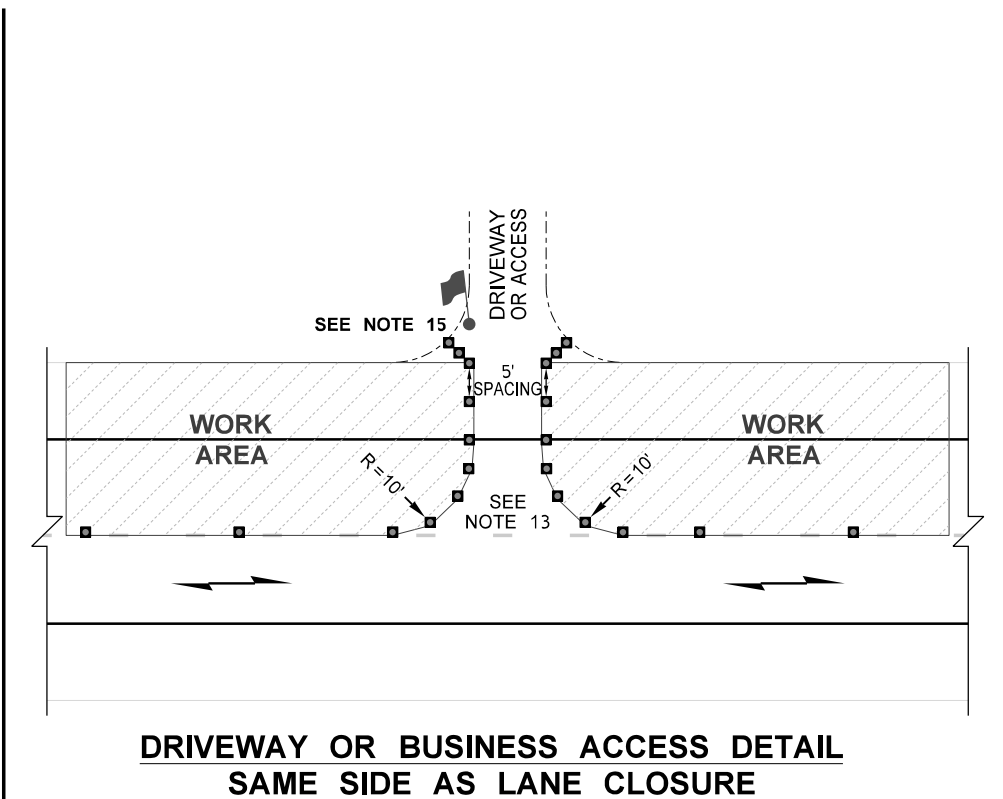 DRIVEWAY
OR ACCESS
SEE NOTE 15
5'
SPACING
WORK
AREA
WORK
AREA
R=10'
R=10'
SEE
NOTE 13
DRIVEWAY OR BUSINESS ACCESS DETAIL
SAME SIDE AS LANE CLOSURE